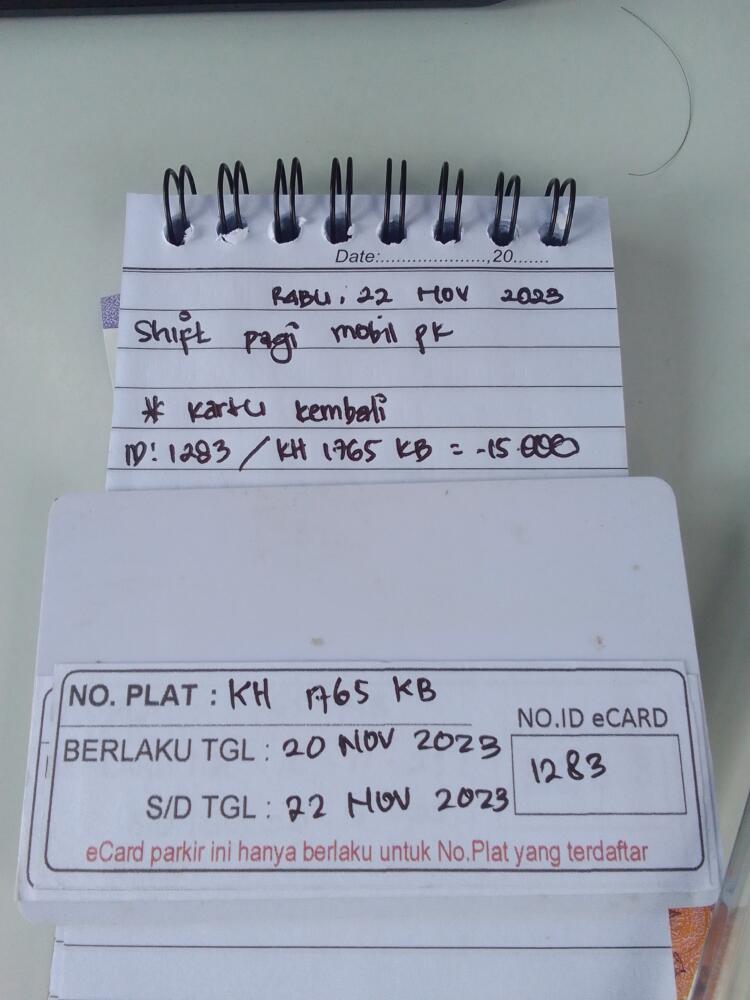 Date:....................,20.......
RABU, 22 NOV 2023
Shift pagi mobil pk
* Kartu kembali
ID: 1283 / KH 1765 KB = -15.000
NO. PLAT : KH 1765 KB
NO.ID eCARD
BERLAKU TGL : 20 NOV 2023
1283
S/D TGL : 22 NOV 2023
eCard parkir ini hanya berlaku untuk No.Plat yang terdaftar